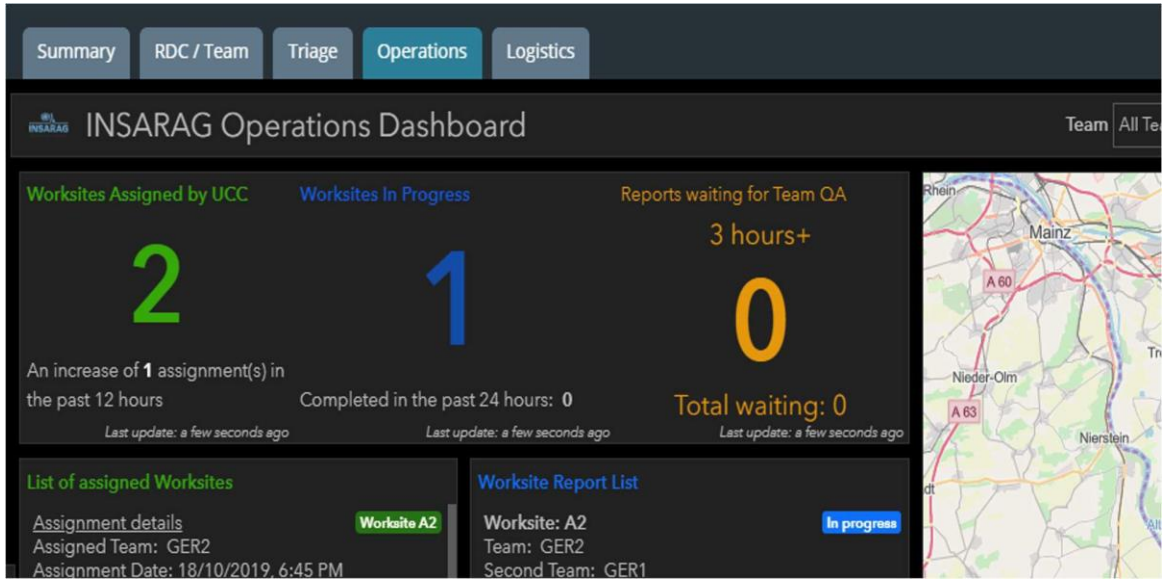 Summary
RDC / Team
Triage
Operations
Logistics
INSARAG
INSARAG Operations Dashboard
Team
Worksites Assigned by UCC
2
An increase of 1 assignment(s) in
the past 12 hours
Last update: a few seconds ago
Worksites In Progress
1
Completed in the past 24 hours: 0
Last update: a few seconds ago
Reports waiting for Team QA
3 hours+
0
Total waiting: 0
Last update: a few seconds ago
Rhein
Mainz
A 60
Nieder-Olm
A 63
Nierstein
List of assigned Worksites
Assignment details
Worksite A2
Assigned Team: GER2
Assignment Date: 18/10/2019, 6:45 PM
Worksite Report List
Worksite: A2
In progress
Team: GER2
Second Team: GER1